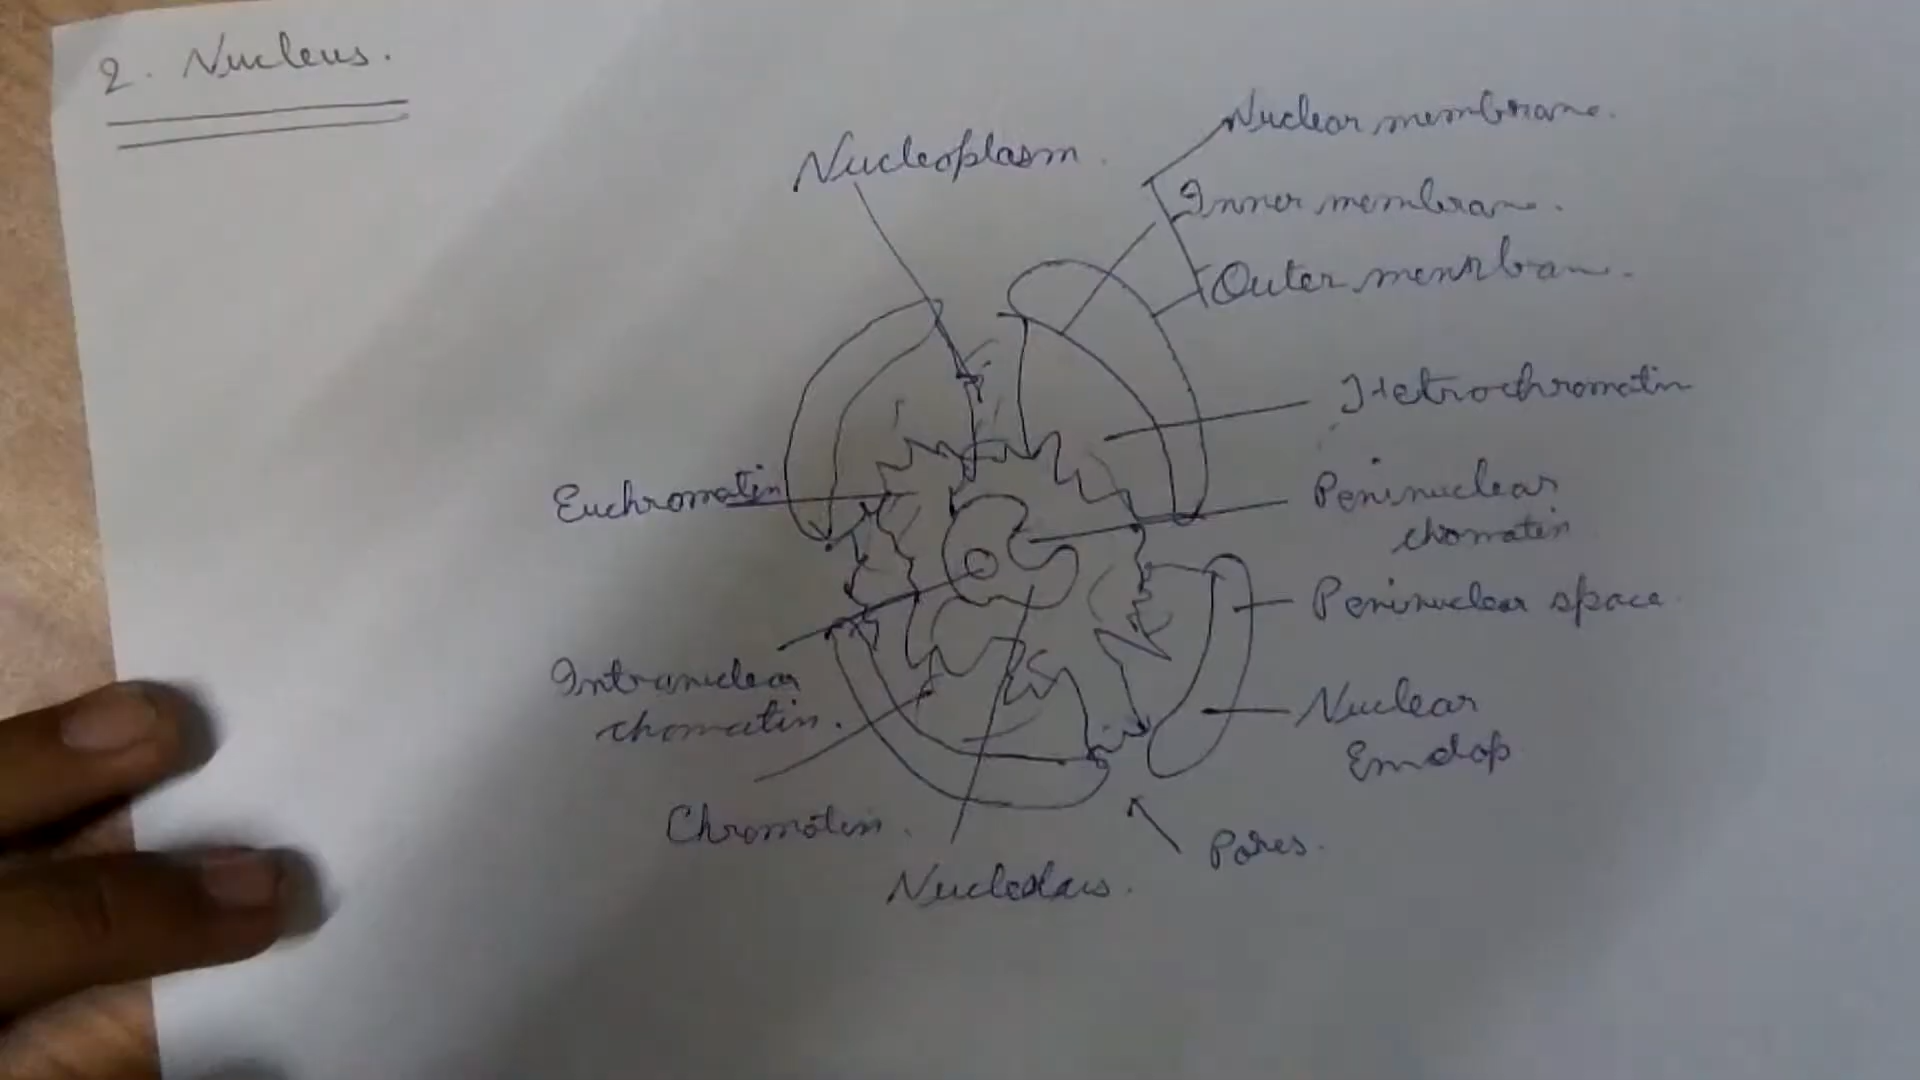 2. Nucleus.
Nucleoplasm.
Nuclear membrane.
Inner membrane.
Outer membran.
Hetrochromatin
Euchromatin
Perinuclear
chomatin
Perinuclear space
Intranuclear
chomatin.
Nuclear
Chromatin.
Pores.
Nucleolus.